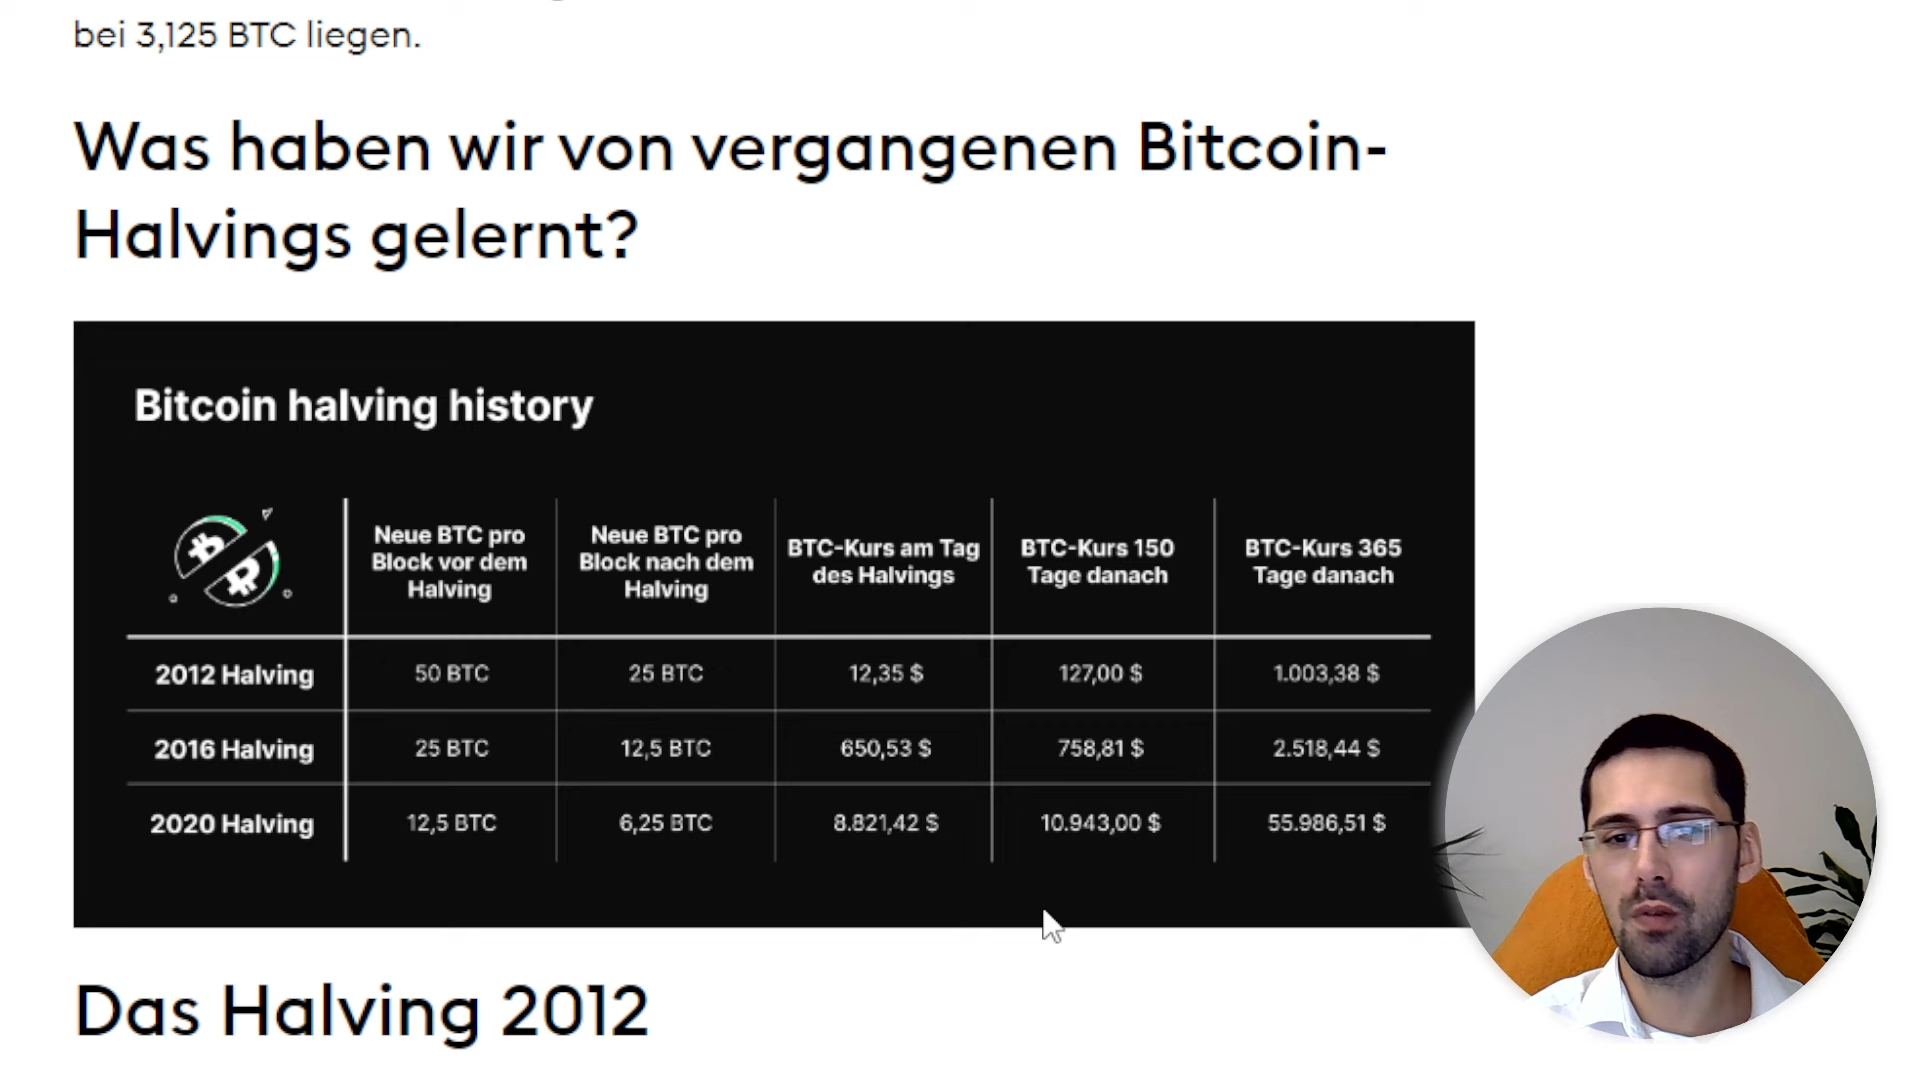 bei 3,125 BTC liegen.
Was haben wir von vergangenen Bitcoin-
Halvings gelernt?
Bitcoin halving history
Neue BTC pro
Block vor dem
Halving
Neue BTC pro
Block nach dem
Halving
BTC-Kurs am Tag
des Halvings
BTC-Kurs 150
Tage danach
BTC-Kurs 365
Tage danach
2012 Halving 50 BTC 25 BTC 12,35 $ 127,00 $ 1.003,38 $
2016 Halving 25 BTC 12,5 BTC 650,53 $ 758,81 $ 2.518,44 $
2020 Halving 12,5 BTC 6,25 BTC 8.821,42 $ 10.943,00 $ 55.986,51 $
Das Halving 2012